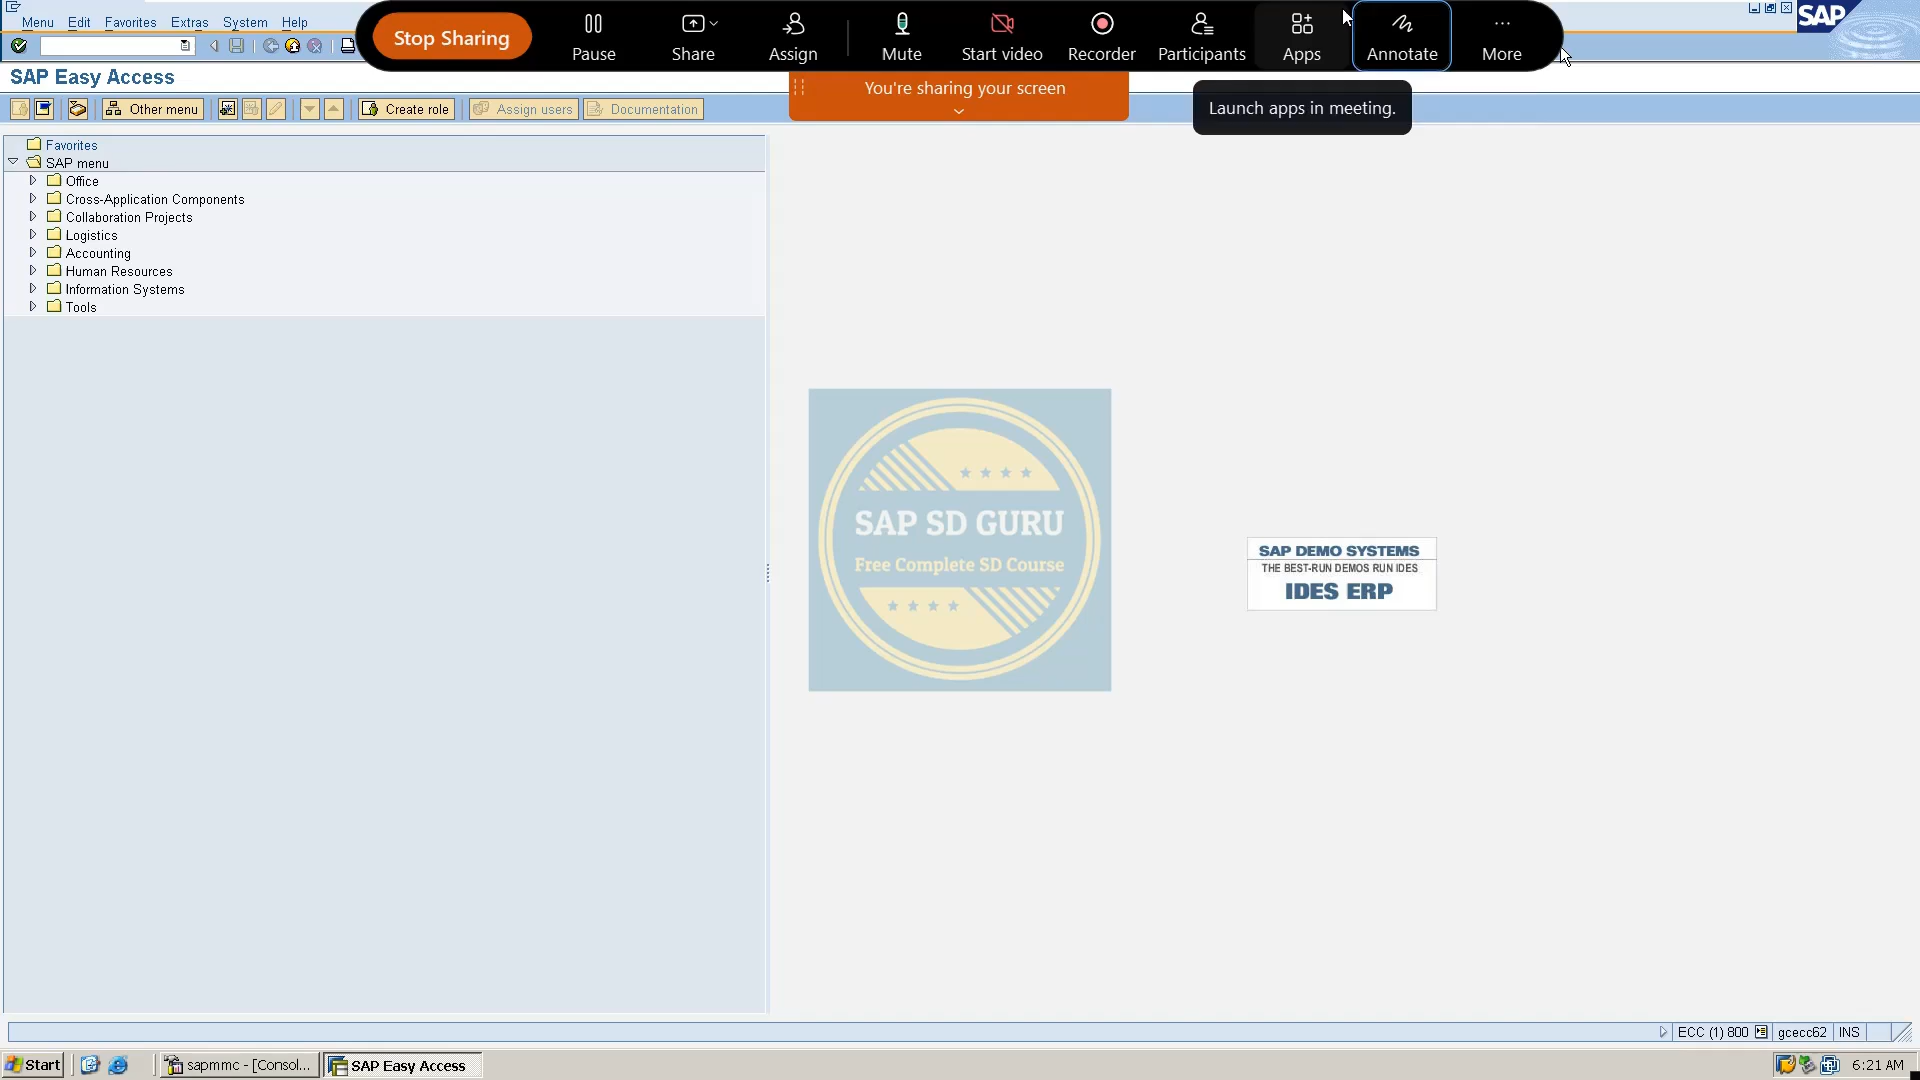 Menu Edit Favorites Extras System Help
Stop Sharing
Pause
Share
Assign
Mute
Start video
Recorder
Participants
Apps
Annotate
More
SAP
You're sharing your screen
Launch apps in meeting.
SAP Easy Access
Other menu
Create role
Assign users
Documentation
Favorites
SAP menu
Office
Cross-Application Components
Collaboration Projects
Logistics
Accounting
Human Resources
Information Systems
Tools
SAP SD GURU
Free Complete SD Course
SAP DEMO SYSTEMS
THE BEST-RUN DEMOS RUN IDES
IDES ERP
ECC (1) 800
gcecc62
INS
Start
sapmmc - [Consol...
SAP Easy Access
6:21 AM